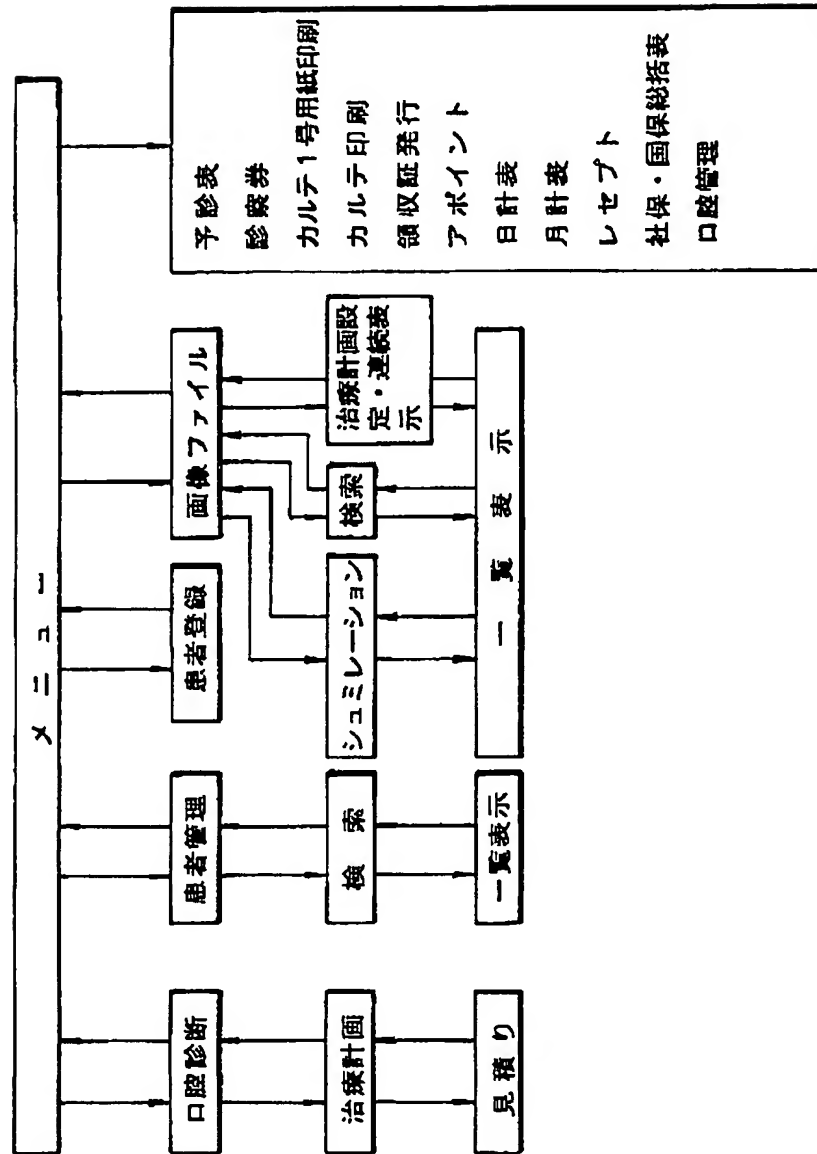 メニュー
口腔診断
治療計画
見積り
患者管理
検索
一覧表示
患者登録
画像ファイル
シュミレーション
検索
治療計画設
定・連続表
示
一覧表示
予診表
診察券
カルテ1号用紙印刷
カルテ印刷
領収証発行
アポイント
日計表
月計表
レセプト
社保・国保総括表
口腔管理